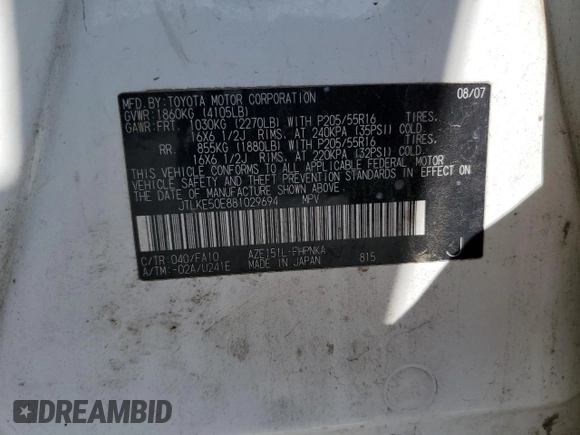 MFD.BY:TOYOTA MOTOR CORPORATION 08/07
GVWR:1860KG (4105LB)
GAWR:FRT. 1030KG (2270LB) WITH P205/55R16 TIRES.
16X6 1/2J RIMS. AT 240KPA (35PSI) COLD.
RR. 855KG (1880LB) WITH P205/55R16 TIRES.
16X6 1/2J RIMS. AT 220KPA (32PSI) COLD.
THIS VEHICLE CONFORMS TO ALL APPLICABLE FEDERAL MOTOR
VEHICLE SAFETY AND THEFT PREVENTION STANDARDS IN EFFECT ON
THE DATE OF MANUFACTURE SHOWN ABOVE.
JTLKE50E881029694 MPV
C/TR:040/FA10 AZE151L-FHPNKA J
A/TM:-02A/U241E MADE IN JAPAN 815
DREAMBID